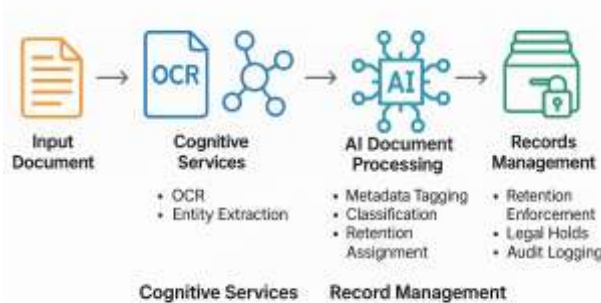 OCR
AI
Input
Document
Cognitive
Services
• OCR
• Entity Extraction
AI Document
Processing
• Metadata Tagging
• Classification
• Retention
Assignment
Records
Management
• Retention
Enforcement
• Legal Holds
• Audit Logging
Cognitive Services
Record Management